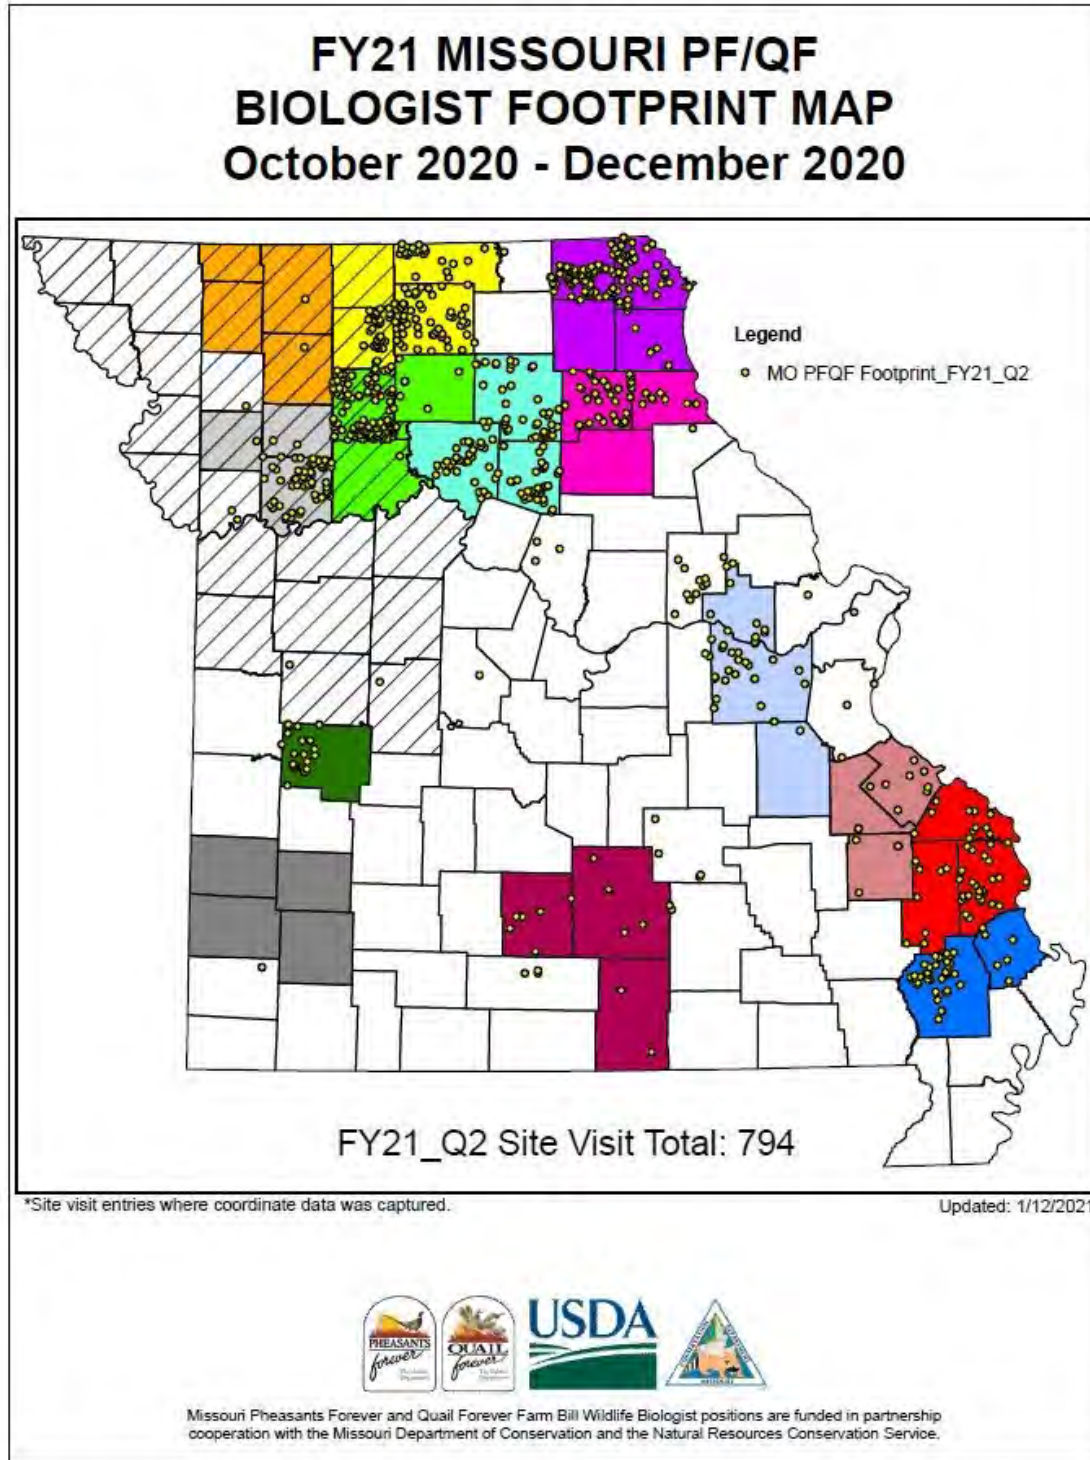 FY21 MISSOURI PF/QF
BIOLOGIST FOOTPRINT MAP
October 2020 - December 2020
Legend
MO PFQF Footprint_FY21_Q2
FY21_Q2 Site Visit Total: 794
*Site visit entries where coordinate data was captured.
Updated: 1/12/2021
PHEASANTS
forever
QUAIL
forever
USDA
MISSOURI
Missouri Pheasants Forever and Quail Forever Farm Bill Wildlife Biologist positions are funded in partnership
cooperation with the Missouri Department of Conservation and the Natural Resources Conservation Service.